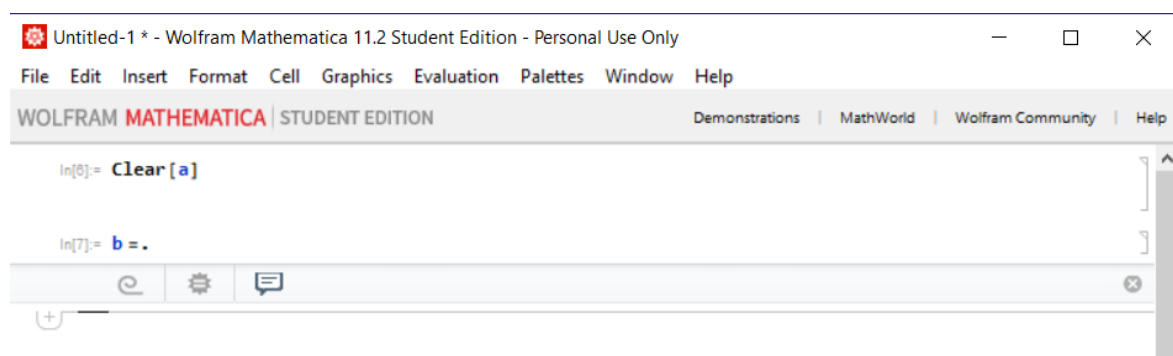 Untitled-1 * - Wolfram Mathematica 11.2 Student Edition - Personal Use Only
File Edit Insert Format Cell Graphics Evaluation Palettes Window Help
WOLFRAM MATHEMATICA | STUDENT EDITION Demonstrations | MathWorld | Wolfram Community | Help
In[6]:= Clear[a]
In[7]:= b =.